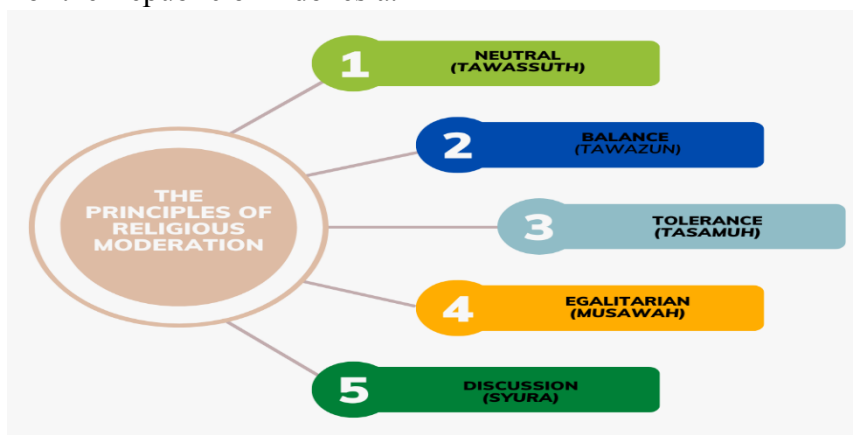 THE
PRINCIPLES OF
RELIGIOUS
MODERATION
1
NEUTRAL
(TAWASSUTH)
2
BALANCE
(TAWAZUN)
3
TOLERANCE
(TASAMUH)
4
EGALITARIAN
(MUSAWAH)
5
DISCUSSION
(SYURA)